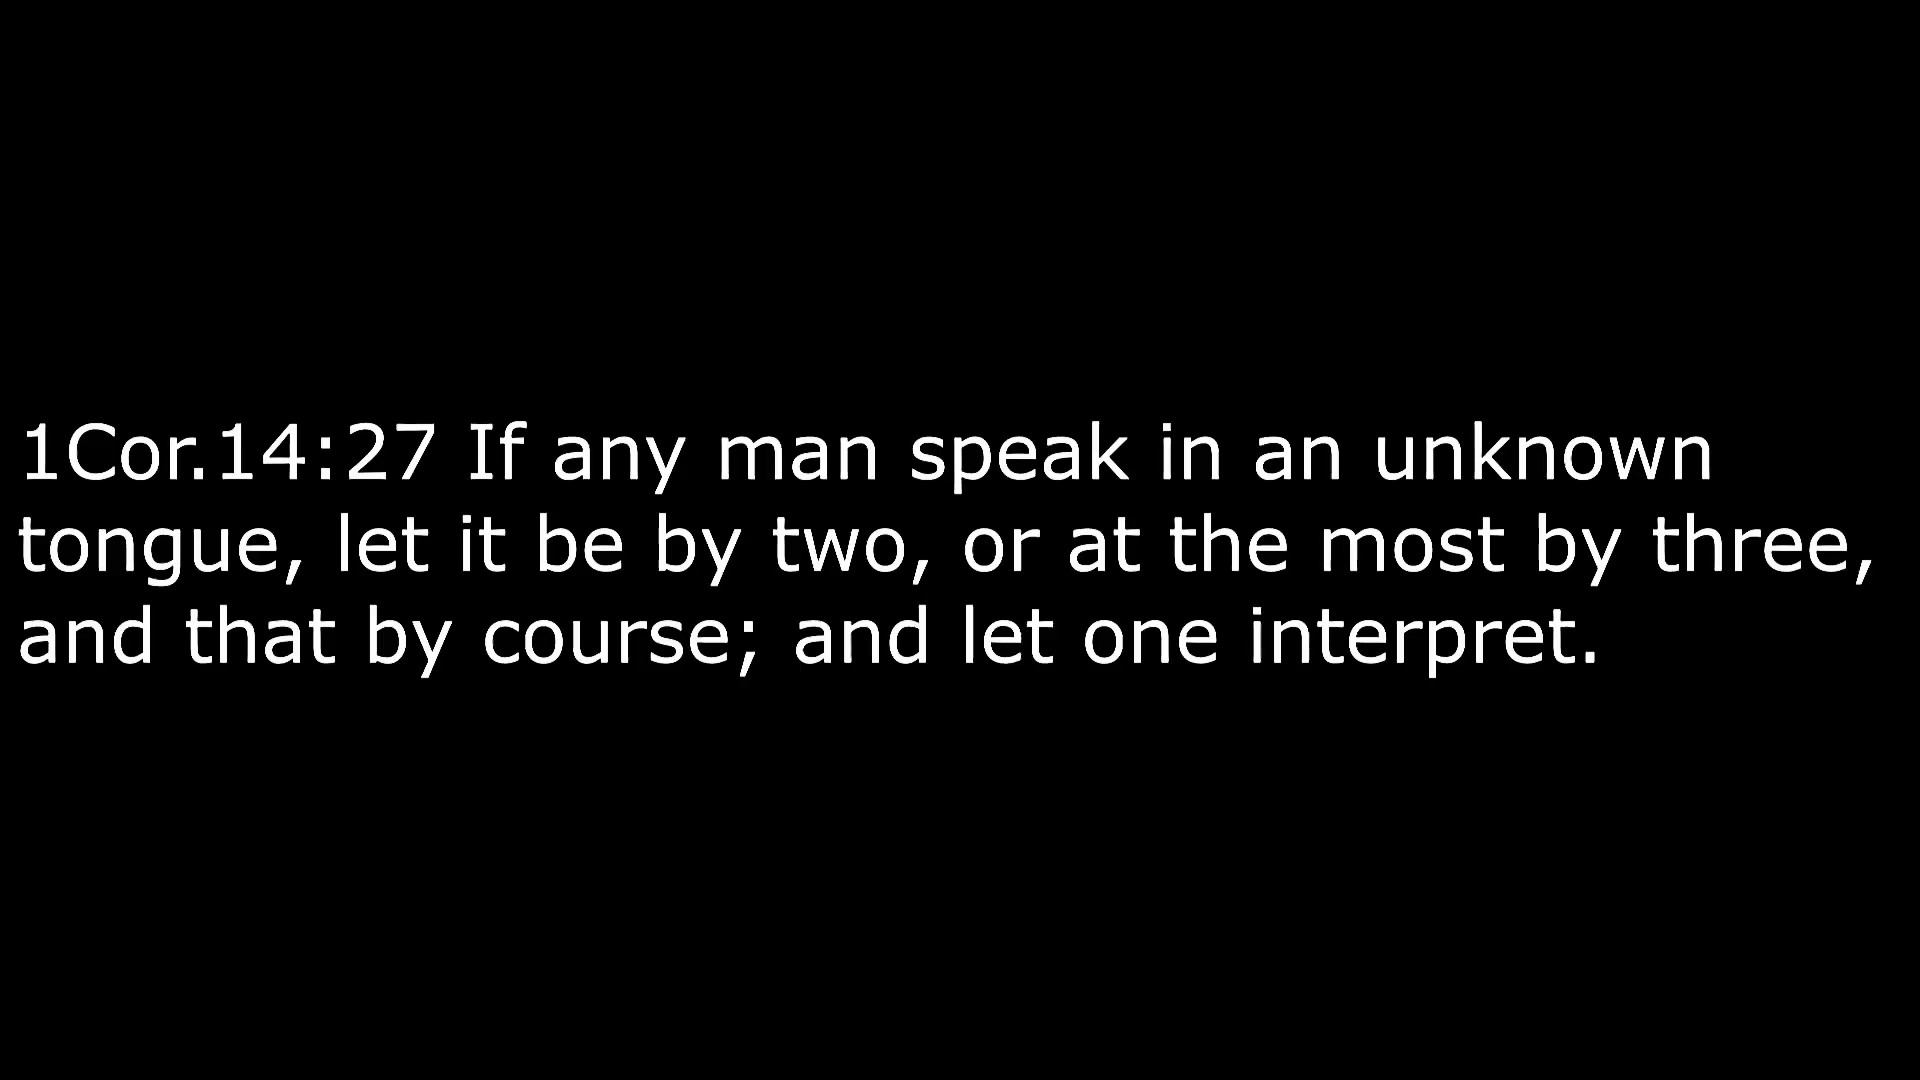 1Cor.14:27 If any man speak in an unknown
tongue, let it be by two, or at the most by three,
and that by course; and let one interpret.